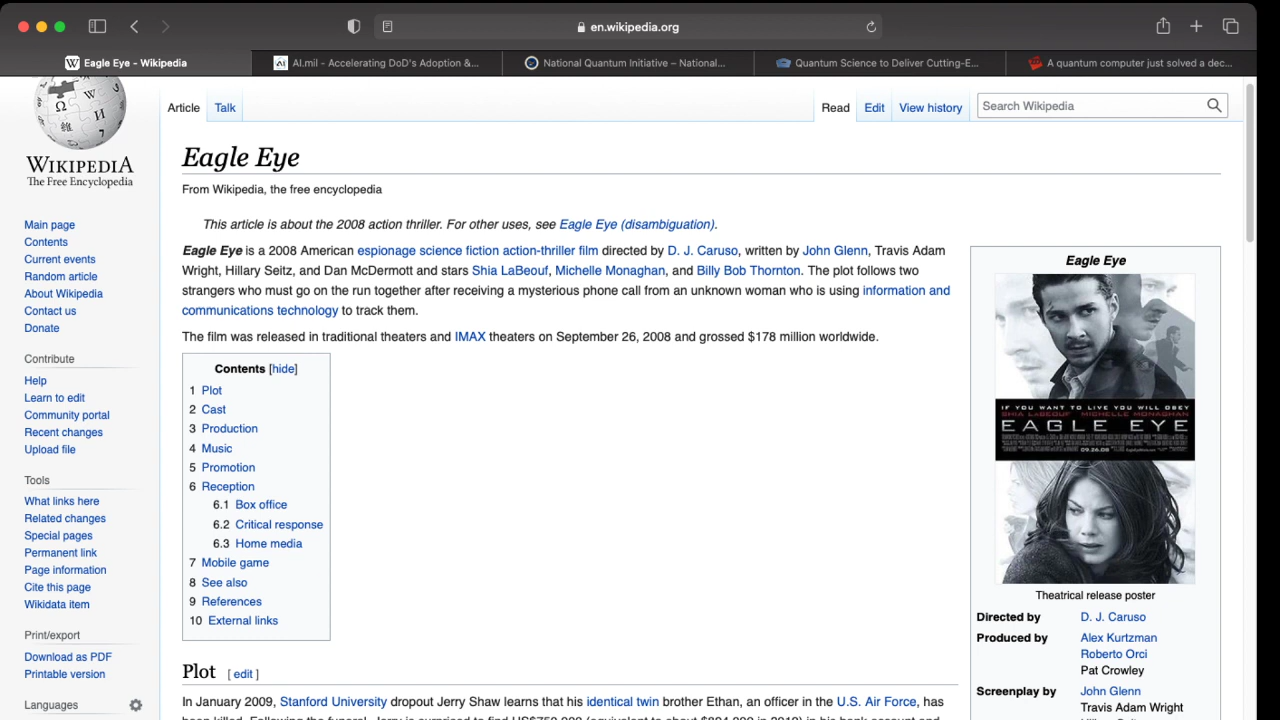 en.wikipedia.org
Eagle Eye - Wikipedia
AI.mil - Accelerating DoD's Adoption &...
National Quantum Initiative – National...
Quantum Science to Deliver Cutting-E...
A quantum computer just solved a dec...
WIKIPEDIA
The Free Encyclopedia
Main page
Contents
Current events
Random article
About Wikipedia
Contact us
Donate
Contribute
Help
Learn to edit
Community portal
Recent changes
Upload file
Tools
What links here
Related changes
Special pages
Permanent link
Page information
Cite this page
Wikidata item
Print/export
Download as PDF
Printable version
Languages
Article Talk
Read Edit View history
Search Wikipedia
Eagle Eye
From Wikipedia, the free encyclopedia
This article is about the 2008 action thriller. For other uses, see Eagle Eye (disambiguation).
Eagle Eye is a 2008 American espionage science fiction action-thriller film directed by D. J. Caruso, written by John Glenn, Travis Adam
Wright, Hillary Seitz, and Dan McDermott and stars Shia LaBeouf, Michelle Monaghan, and Billy Bob Thornton. The plot follows two
strangers who must go on the run together after receiving a mysterious phone call from an unknown woman who is using information and
communications technology to track them.
The film was released in traditional theaters and IMAX theaters on September 26, 2008 and grossed $178 million worldwide.
Contents [hide]
1 Plot
2 Cast
3 Production
4 Music
5 Promotion
6 Reception
6.1 Box office
6.2 Critical response
6.3 Home media
7 Mobile game
8 See also
9 References
10 External links
Plot [ edit ]
In January 2009, Stanford University dropout Jerry Shaw learns that his identical twin brother Ethan, an officer in the U.S. Air Force, has
Eagle Eye
IF YOU WANT TO LIVE YOU WILL OBEY
SHIA LABEOUF MICHELLE MONAGHAN
EAGLE EYE
09.26.08
Theatrical release poster
Directed by D. J. Caruso
Produced by Alex Kurtzman
Roberto Orci
Pat Crowley
Screenplay by John Glenn
Travis Adam Wright